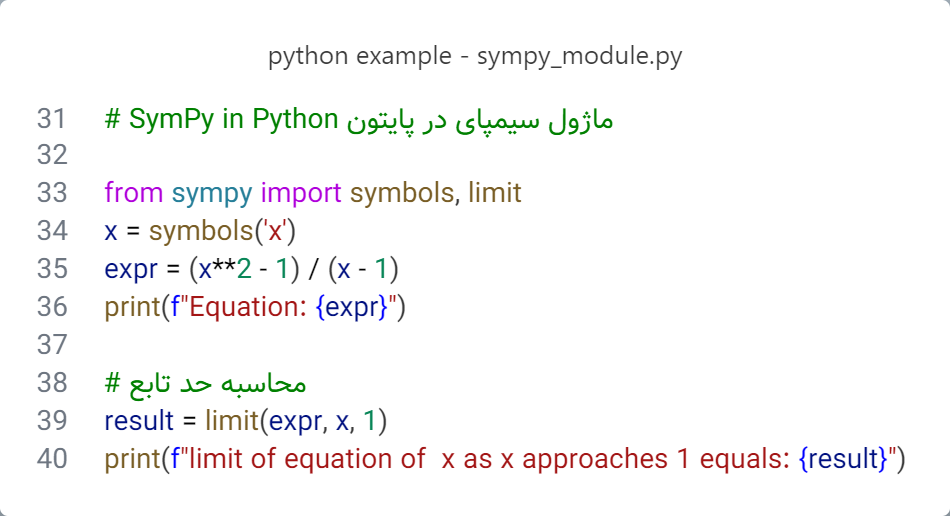 python example - sympy_module.py
31 # SymPy in Python ماژول سیمپای در پایتون
32
33 from sympy import symbols, limit
34 x = symbols('x')
35 expr = (x**2 - 1) / (x - 1)
36 print(f"Equation: {expr}")
37
38 # محاسبه حد تابع
39 result = limit(expr, x, 1)
40 print(f"limit of equation of  x as x approaches 1 equals: {result}")